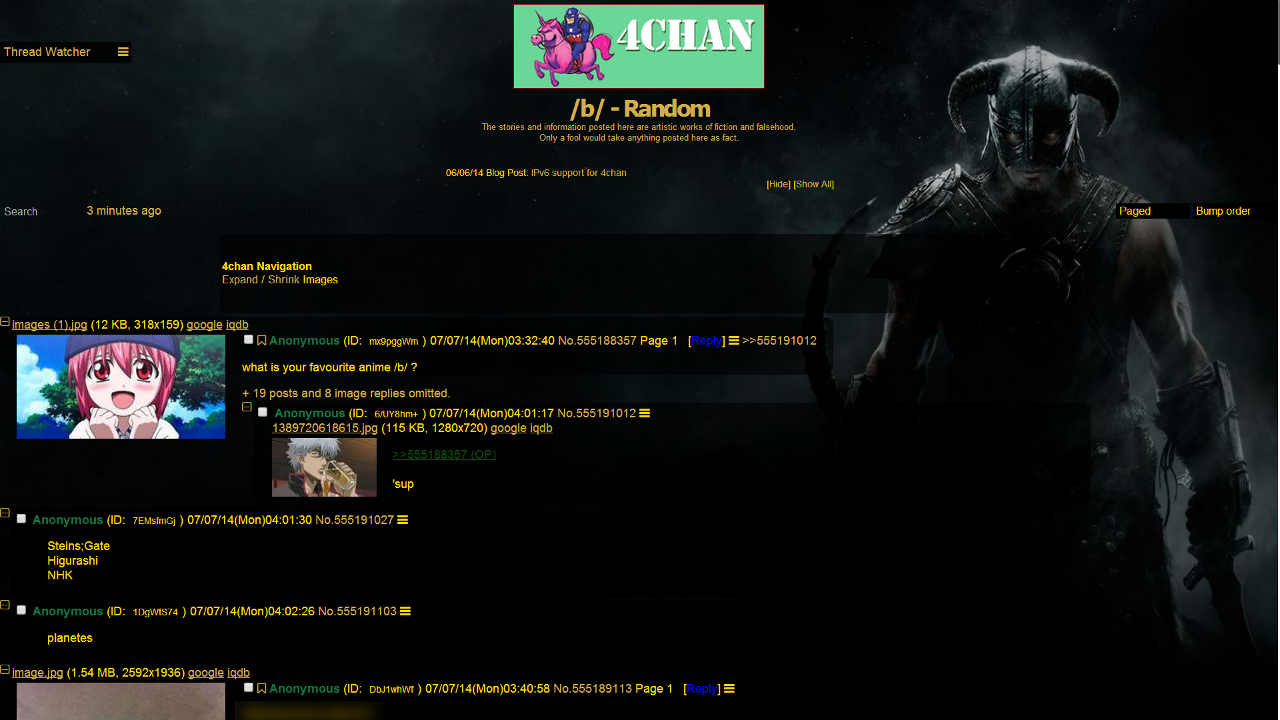 4CHAN
Thread Watcher
/b/ - Random
The stories and information posted here are artistic works of fiction and falsehood.
Only a fool would take anything posted here as fact.
06/06/14 Blog Post: IPv6 support for 4chan
[Hide] [Show All]
Search 3 minutes ago Paged Bump order
4chan Navigation
Expand / Shrink Images
images (1).jpg (12 KB, 318x159) google iqdb
Anonymous (ID: mx9pggWm ) 07/07/14(Mon)03:32:40 No.555188357 Page 1 [Reply] >>555191012
what is your favourite anime /b/ ?
+ 19 posts and 8 image replies omitted.
Anonymous (ID: 6/UY8hm+ ) 07/07/14(Mon)04:01:17 No.555191012
1389720618615.jpg (115 KB, 1280x720) google iqdb
>>555188357 (OP)
'sup
Anonymous (ID: 7EMsfmGj ) 07/07/14(Mon)04:01:30 No.555191027
Steins;Gate
Higurashi
NHK
Anonymous (ID: 1DgWfS74 ) 07/07/14(Mon)04:02:26 No.555191103
planetes
image.jpg (1.54 MB, 2592x1936) google iqdb
Anonymous (ID: DbJ1whWf ) 07/07/14(Mon)03:40:58 No.555189113 Page 1 [Reply]